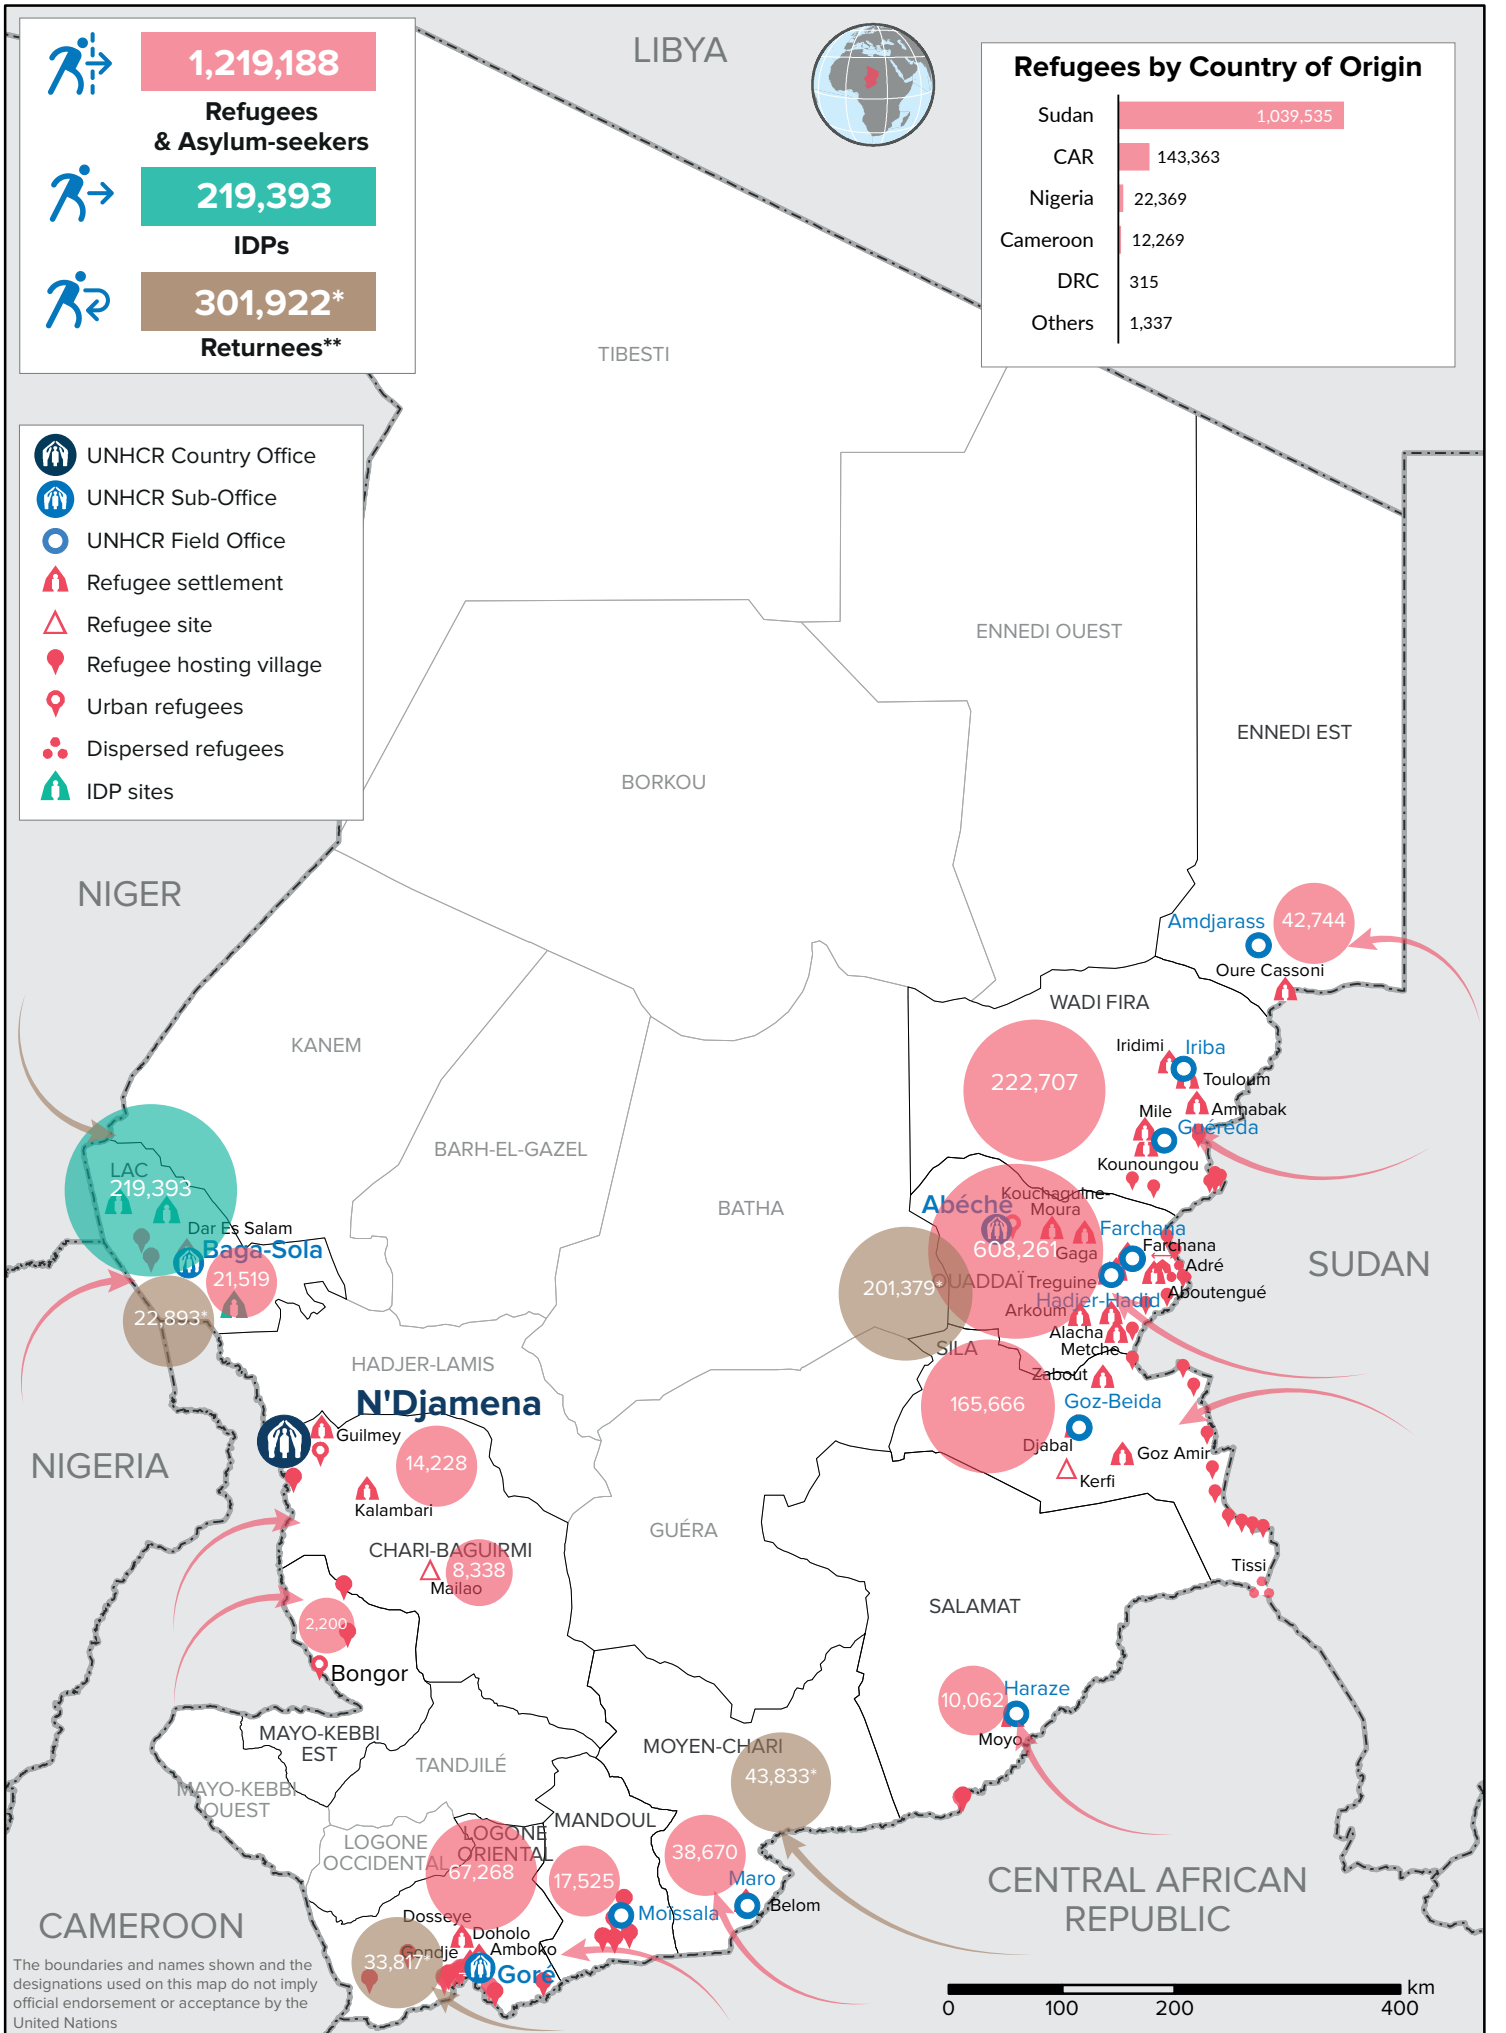 1,219,188
Refugees
& Asylum-seekers
219,393
IDPs
301,922*
Returnees**
UNHCR Country Office
UNHCR Sub-Office
UNHCR Field Office
Refugee settlement
Refugee site
Refugee hosting village
Urban refugees
Dispersed refugees
IDP sites
LIBYA
Refugees by Country of Origin
Sudan 1,039,535
CAR 143,363
Nigeria 22,369
Cameroon 12,269
DRC 315
Others 1,337
TIBESTI
ENNEDI OUEST
ENNEDI EST
BORKOU
NIGER
Amdjarass
42,744
Oure Cassoni
WADI FIRA
KANEM
Iridimi
Iriba
222,707
Touloum
Mile
Amnabak
Guéréda
BARH-EL-GAZEL
Kounoungou
LAC
219,393
BATHA
Kouchaguine-
Moura
Abéché
Dar Es Salam
Baga-Sola
Farchana
Farchana
608,261
Gaga
Adré
SUDAN
21,519
OUADDAÏ
Treguine
201,379*
Aboutengué
Hadjer-Hadid
Arkoum
22,893*
Alacha
Metche
SILA
HADJER-LAMIS
Zabout
N'Djamena
165,666
Goz-Beida
Guilmey
Djabal
Goz Amir
NIGERIA
14,228
Kerfi
Kalambari
GUÉRA
CHARI-BAGUIRMI
8,338
Mailao
Tissi
SALAMAT
2,200
Bongor
Haraze
10,062
Moyo
MAYO-KEBBI
EST
MOYEN-CHARI
TANDJILÉ
43,833*
MAYO-KEBBI
OUEST
MANDOUL
LOGONE
OCCIDENTAL
LOGONE
ORIENTAL
67,268
38,670
17,525
Maro
Belom
CENTRAL AFRICAN
REPUBLIC
Moïssala
Dosseye
Doholo
CAMEROON
Gondje
Amboko
33,817*
Goré
The boundaries and names shown and the
designations used on this map do not imply
official endorsement or acceptance by the
United Nations
km
0 100 200 400